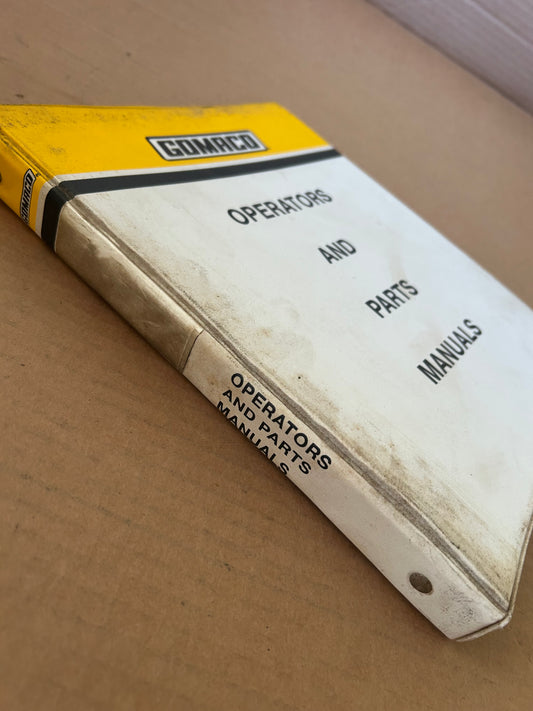 GOMACO
OPERATORS
AND
PARTS
MANUALS
GOMACO
OPERATORS
AND PARTS
MANUALS